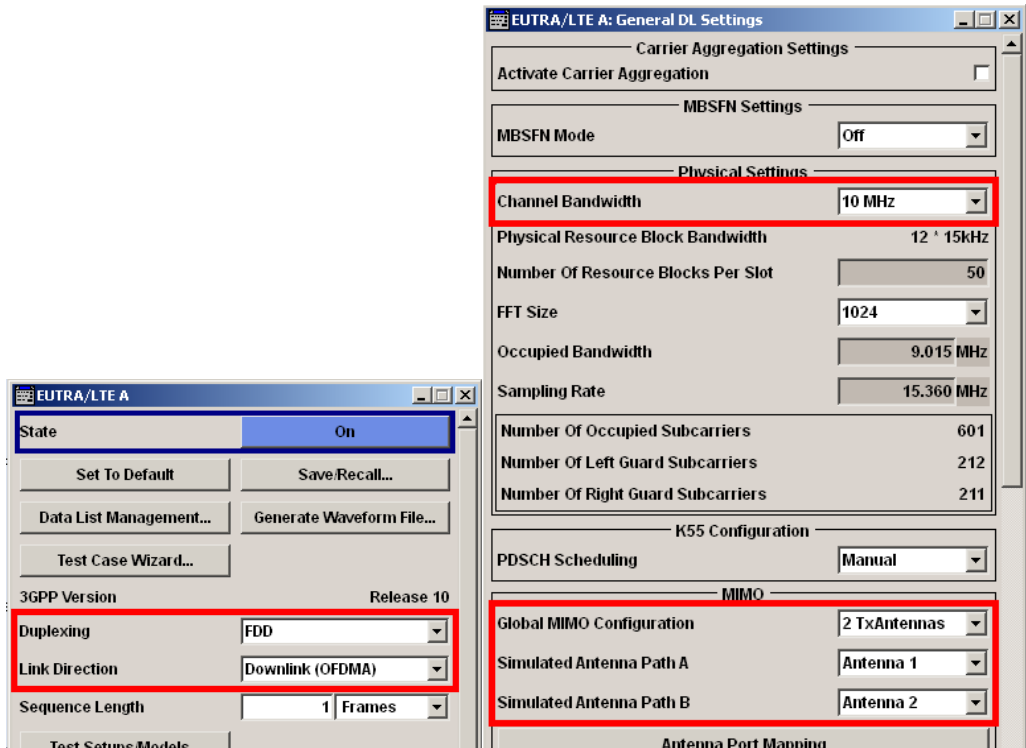 EUTRA/LTE A: General DL Settings
Carrier Aggregation Settings
Activate Carrier Aggregation
MBSFN Settings
MBSFN Mode Off
Physical Settings
Channel Bandwidth 10 MHz
Physical Resource Block Bandwidth 12 * 15kHz
Number Of Resource Blocks Per Slot 50
FFT Size 1024
Occupied Bandwidth 9.015 MHz
Sampling Rate 15.360 MHz
Number Of Occupied Subcarriers 601
Number Of Left Guard Subcarriers 212
Number Of Right Guard Subcarriers 211
K55 Configuration
PDSCH Scheduling Manual
MIMO
Global MIMO Configuration 2 TxAntennas
Simulated Antenna Path A Antenna 1
Simulated Antenna Path B Antenna 2
Antenna Port Mapping
EUTRA/LTE A
State On
Set To Default Save/Recall...
Data List Management... Generate Waveform File...
Test Case Wizard...
3GPP Version Release 10
Duplexing FDD
Link Direction Downlink (OFDMA)
Sequence Length 1 Frames
Test Setups/Models